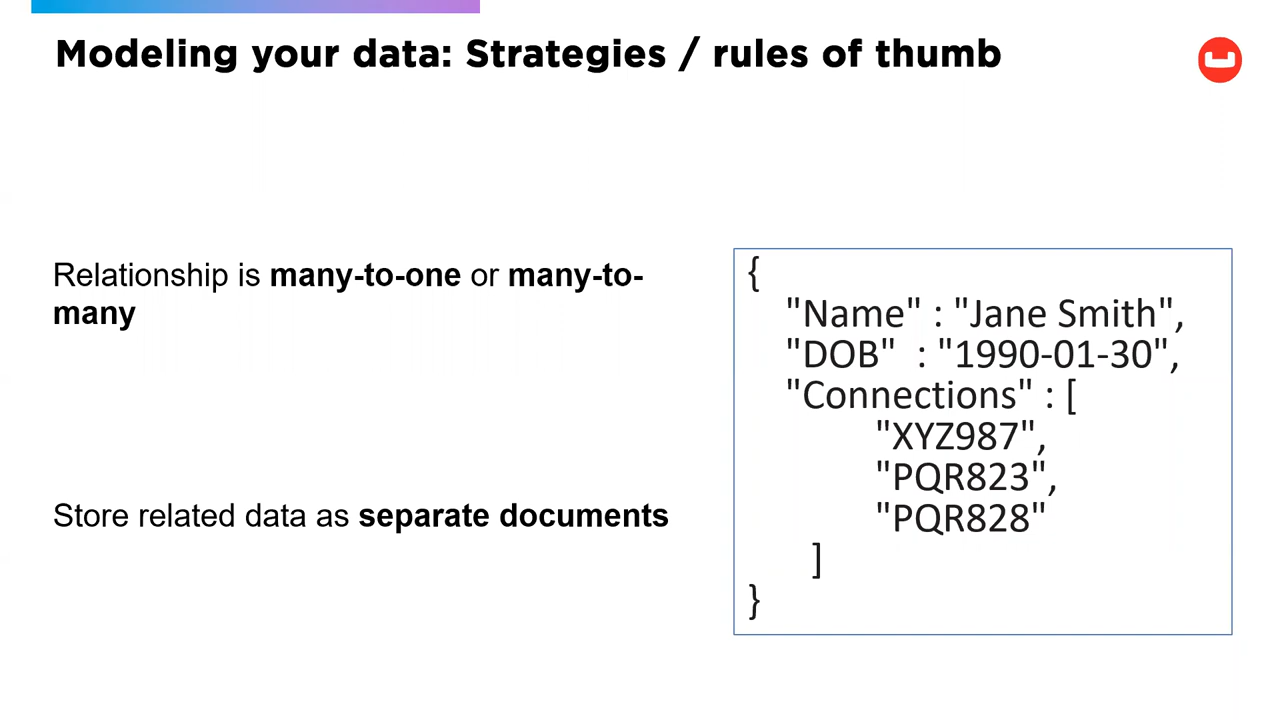 Modeling your data: Strategies / rules of thumb
Relationship is many-to-one or many-to-
many
Store related data as separate documents
{
"Name" : "Jane Smith",
"DOB"  : "1990-01-30",
"Connections" : [
"XYZ987",
"PQR823",
"PQR828"
]
}